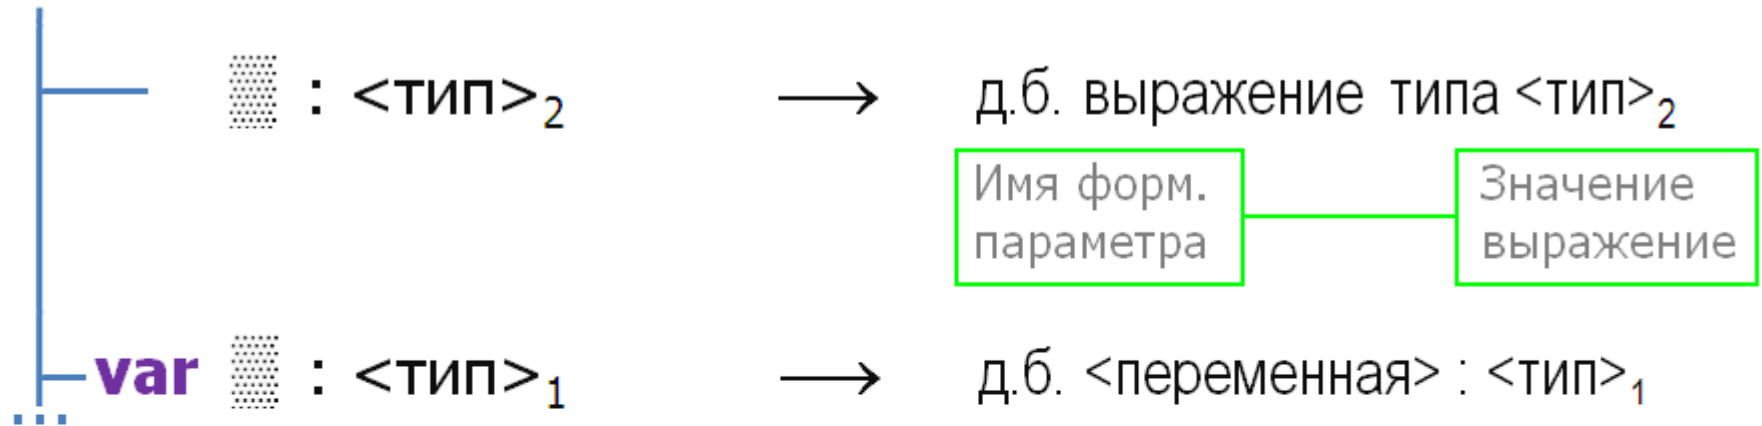 : <тип>2 → д.б. выражение типа <тип>2
Имя форм. Значение
параметра выражение
var : <тип>1 → д.б. <переменная> : <тип>1
...